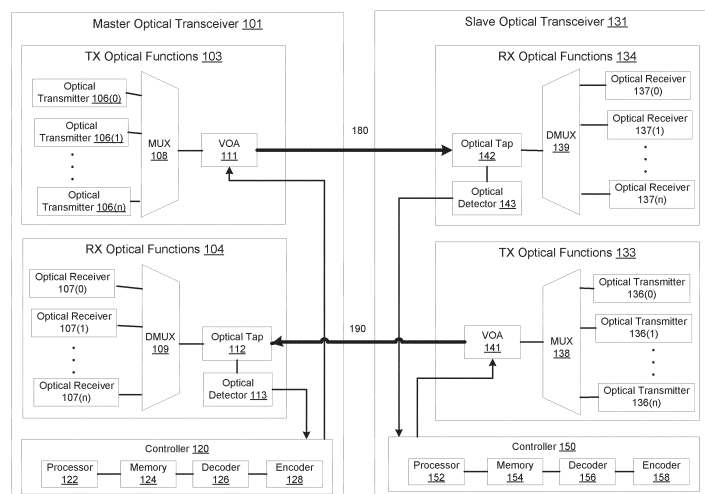 Master Optical Transceiver 101
TX Optical Functions 103
Optical
Transmitter 106(0)
Optical
Transmitter 106(1)
Optical
Transmitter 106(n)
MUX
108
VOA
111
180
RX Optical Functions 104
Optical Receiver
107(0)
Optical Receiver
107(1)
Optical Receiver
107(n)
DMUX
109
Optical Tap
112
Optical
Detector 113
190
Controller 120
Processor
122
Memory
124
Decoder
126
Encoder
128
Slave Optical Transceiver 131
RX Optical Functions 134
Optical Tap
142
Optical
Detector 143
DMUX
139
Optical Receiver
137(0)
Optical Receiver
137(1)
Optical Receiver
137(n)
TX Optical Functions 133
VOA
141
MUX
138
Optical Transmitter
136(0)
Optical Transmitter
136(1)
Optical Transmitter
136(n)
Controller 150
Processor
152
Memory
154
Decoder
156
Encoder
158